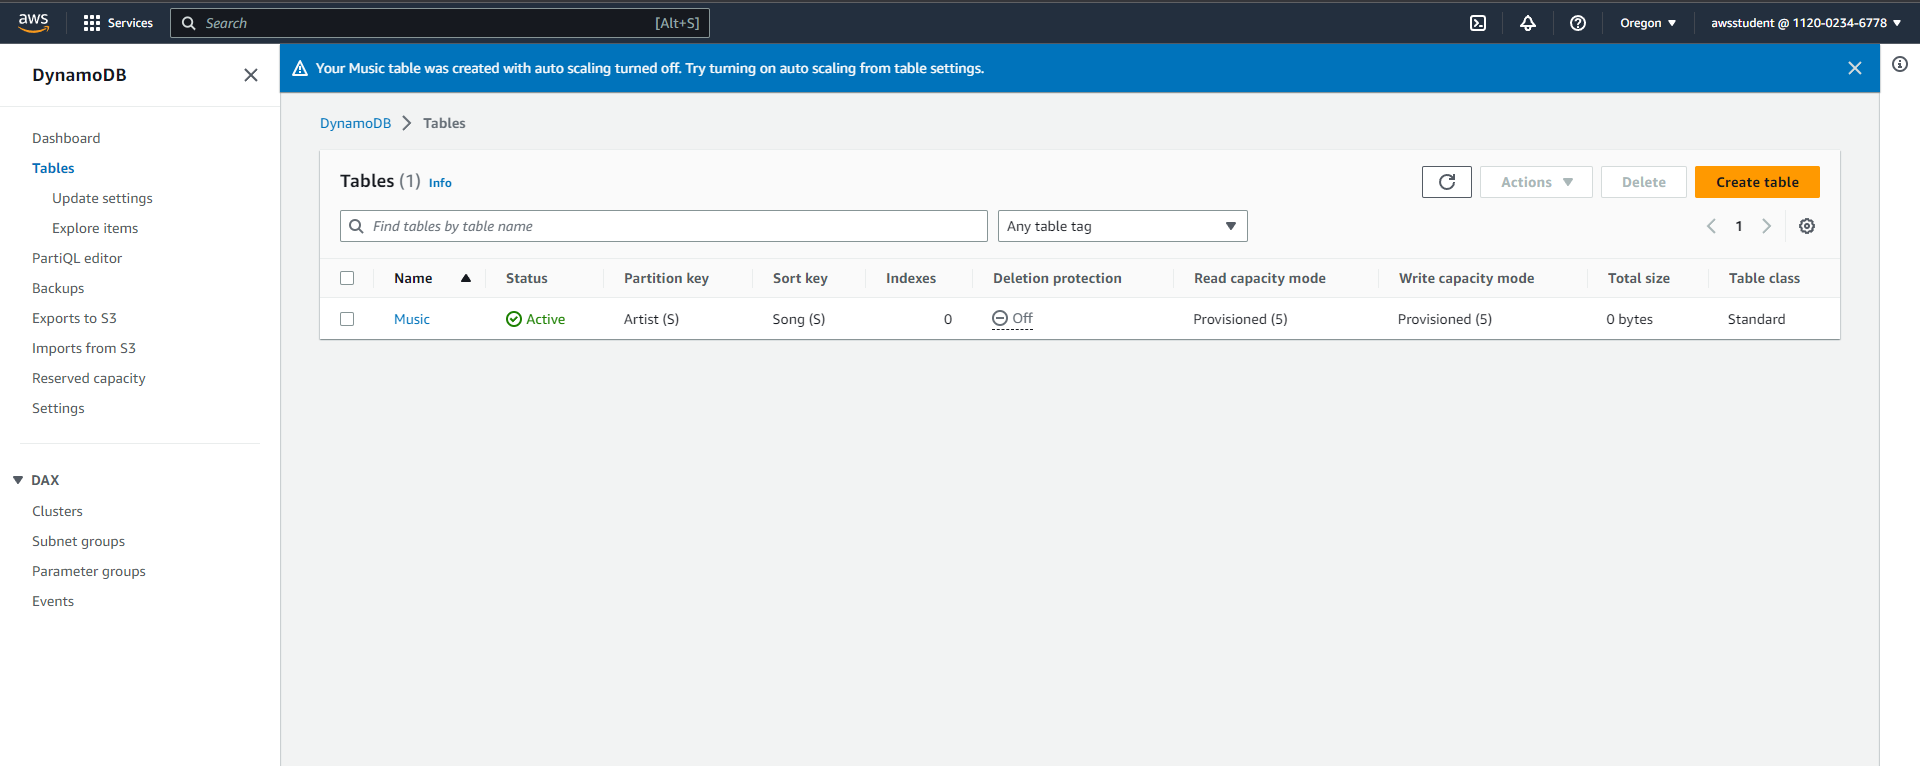 aws
Services
Search [Alt+S]
Oregon
awsstudent @ 1120-0234-6778
DynamoDB
Dashboard
Tables
Update settings
Explore items
PartiQL editor
Backups
Exports to S3
Imports from S3
Reserved capacity
Settings
DAX
Clusters
Subnet groups
Parameter groups
Events
Your Music table was created with auto scaling turned off. Try turning on auto scaling from table settings.
DynamoDB Tables
Tables (1) Info
Actions Delete Create table
Find tables by table name Any table tag 1
Name Status Partition key Sort key Indexes Deletion protection Read capacity mode Write capacity mode Total size Table class
Music Active Artist (S) Song (S) 0 Off Provisioned (5) Provisioned (5) 0 bytes Standard